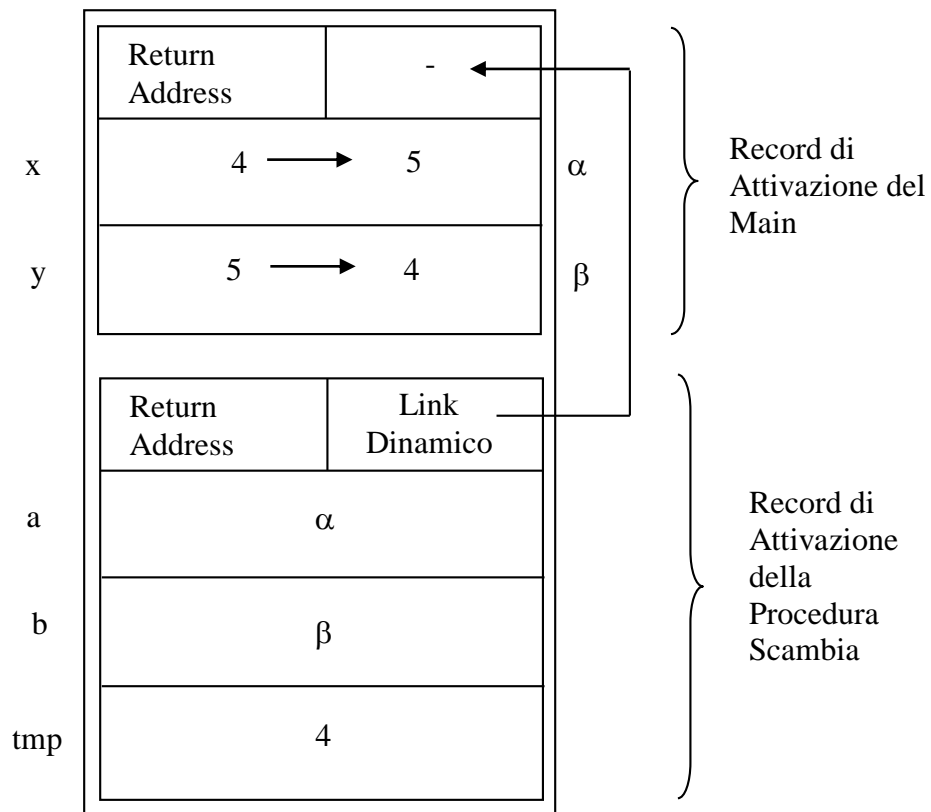 Return
Address
-
x
4
5
α
y
5
4
β
Record di
Attivazione del
Main
Return
Address
Link
Dinamico
a
α
b
β
tmp
4
Record di
Attivazione
della
Procedura
Scambia